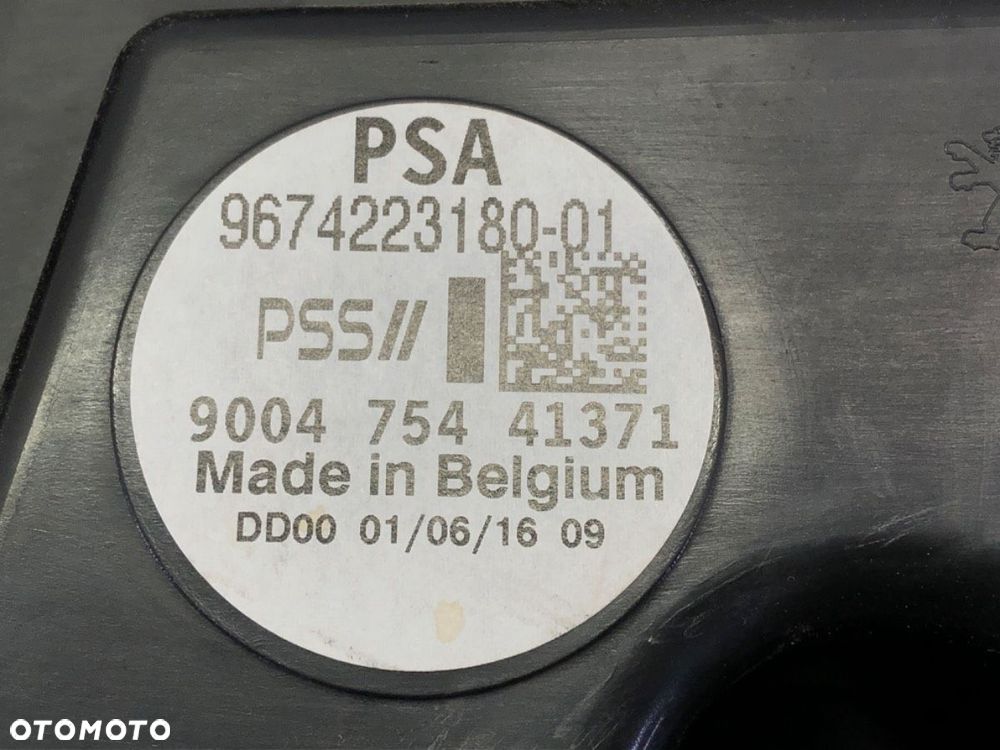 PSA
9674223180-01
PSS//
9004 754 41371
Made in Belgium
DD00 01/06/16 09
OTOMOTO